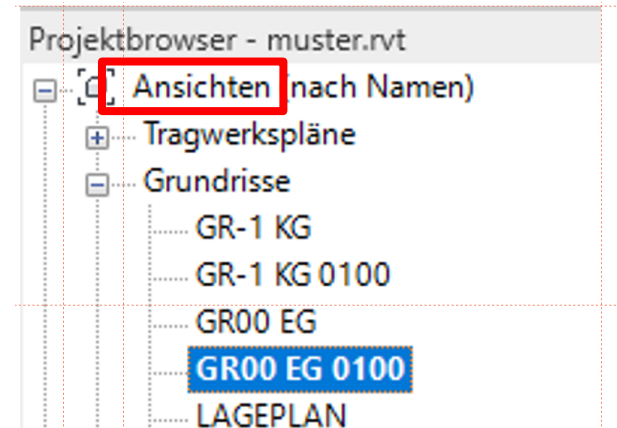 Projektbrowser - muster.rvt
Ansichten (nach Namen)
Tragwerkspläne
Grundrisse
GR-1 KG
GR-1 KG 0100
GR00 EG
GR00 EG 0100
LAGEPLAN